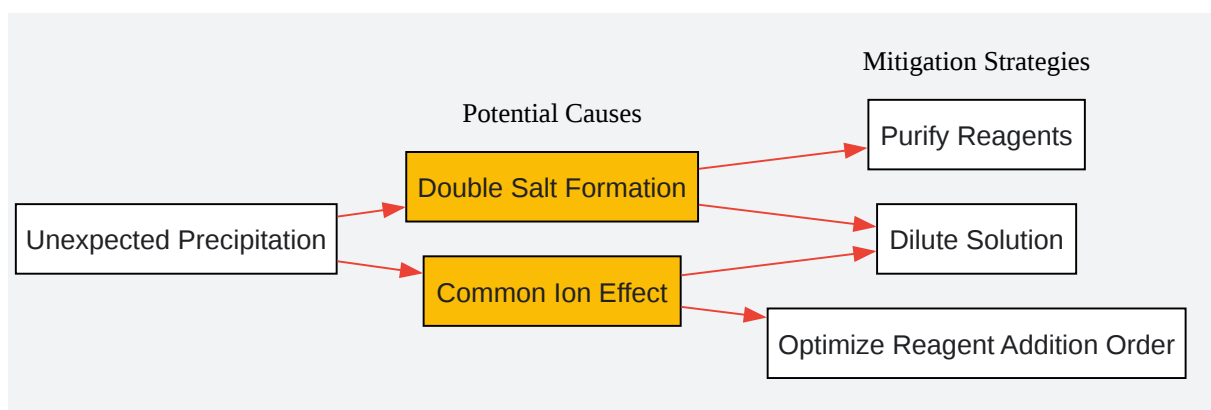 Mitigation Strategies
Potential Causes
Purify Reagents
Double Salt Formation
Unexpected Precipitation
Dilute Solution
Common Ion Effect
Optimize Reagent Addition Order